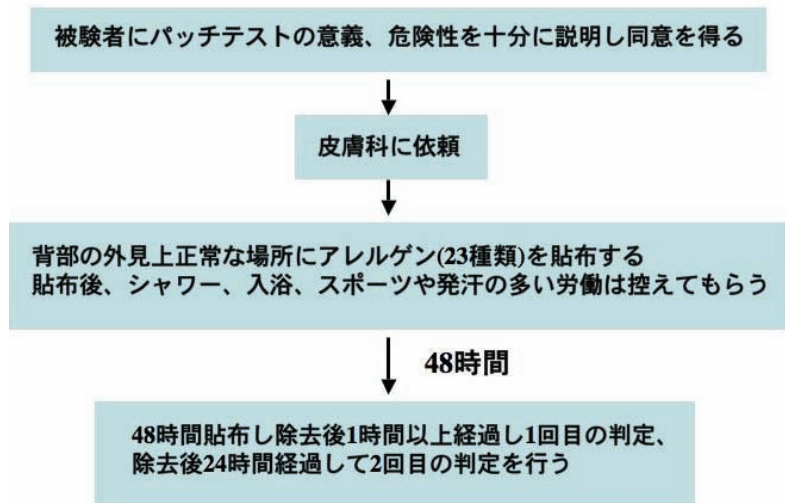 被験者にパッチテストの意義、危険性を十分に説明し同意を得る
皮膚科に依頼
背部の外見上正常な場所にアレルゲン(23種類)を貼布する
貼布後、シャワー、入浴、スポーツや発汗の多い労働は控えてもらう
48時間
48時間貼布し除去後1時間以上経過し1回目の判定、
除去後24時間経過して2回目の判定を行う